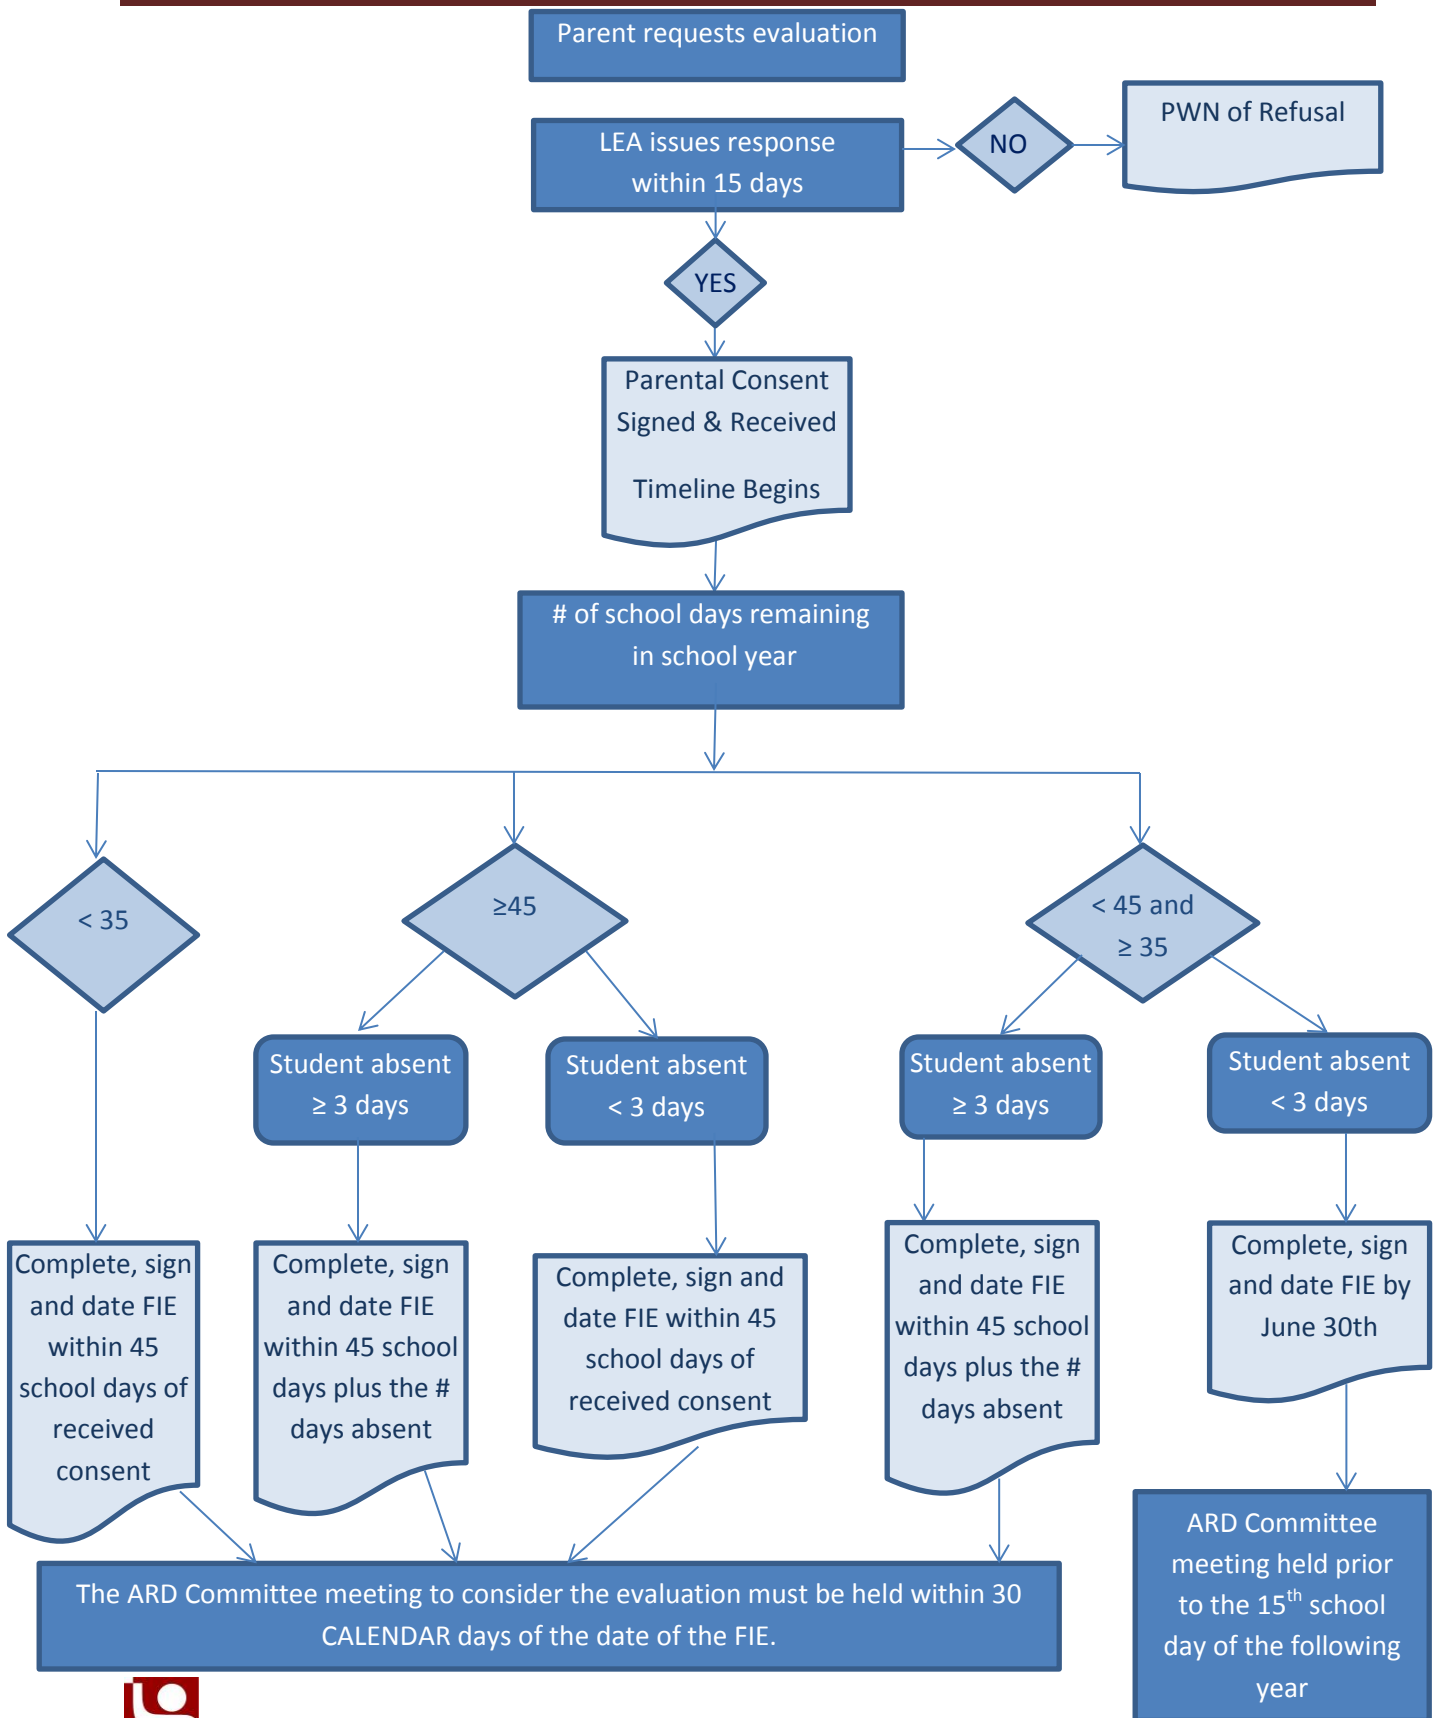 Parent requests evaluation
LEA issues response
within 15 days
NO
PWN of Refusal
YES
Parental Consent
Signed & Received
Timeline Begins
# of school days remaining
in school year
< 35
≥45
< 45 and
≥ 35
Student absent
≥ 3 days
Student absent
< 3 days
Student absent
≥ 3 days
Student absent
< 3 days
Complete, sign
and date FIE
within 45
school days of
received
consent
Complete, sign
and date FIE
within 45 school
days plus the #
days absent
Complete, sign and
date FIE within 45
school days of
received consent
Complete, sign
and date FIE
within 45 school
days plus the #
days absent
Complete, sign
and date FIE by
June 30th
The ARD Committee meeting to consider the evaluation must be held within 30
CALENDAR days of the date of the FIE.
ARD Committee
meeting held prior
to the 15th school
day of the following
year